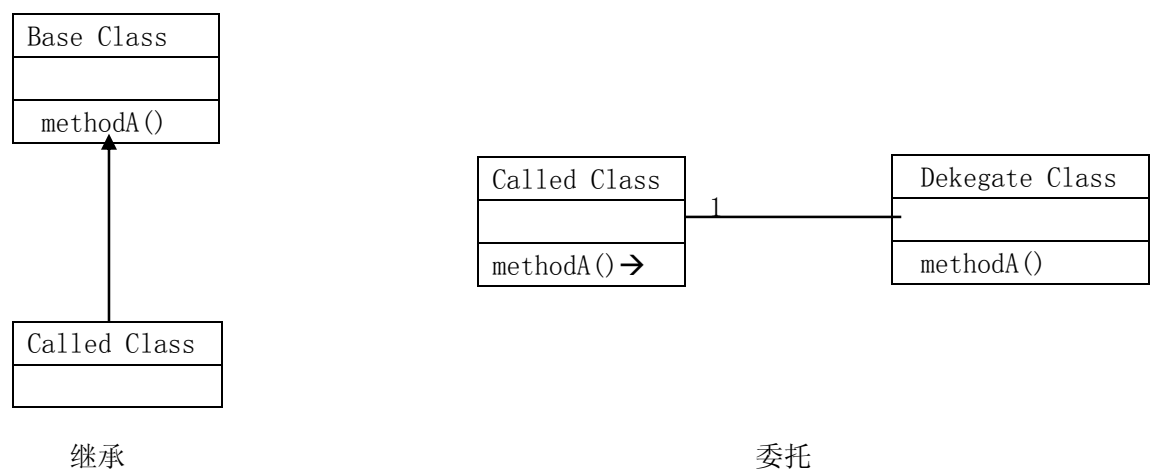 Base Class
methodA()
Called Class
继承
Called Class
1
methodA()→
Dekegate Class
methodA()
委托